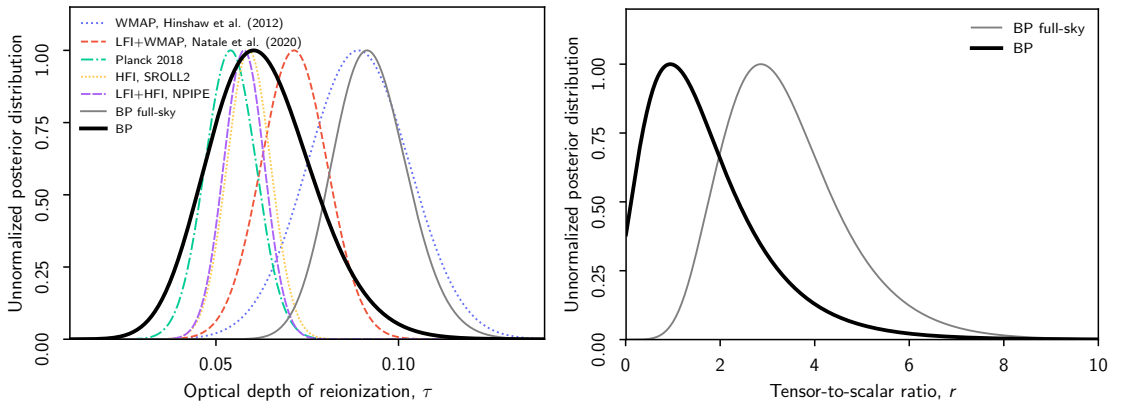 WMAP, Hinshaw et al. (2012)
LFI+WMAP, Natale et al. (2020)
Planck 2018
HFI, SROLL2
LFI+HFI, NPIPE
BP full-sky
BP
Unnormalized posterior distribution
1.00
0.75
0.50
0.25
0.00
0.05
0.10
Optical depth of reionization, τ
BP full-sky
BP
Unnormalized posterior distribution
1.00
0.75
0.50
0.25
0.00
0
2
4
6
8
10
Tensor-to-scalar ratio, r